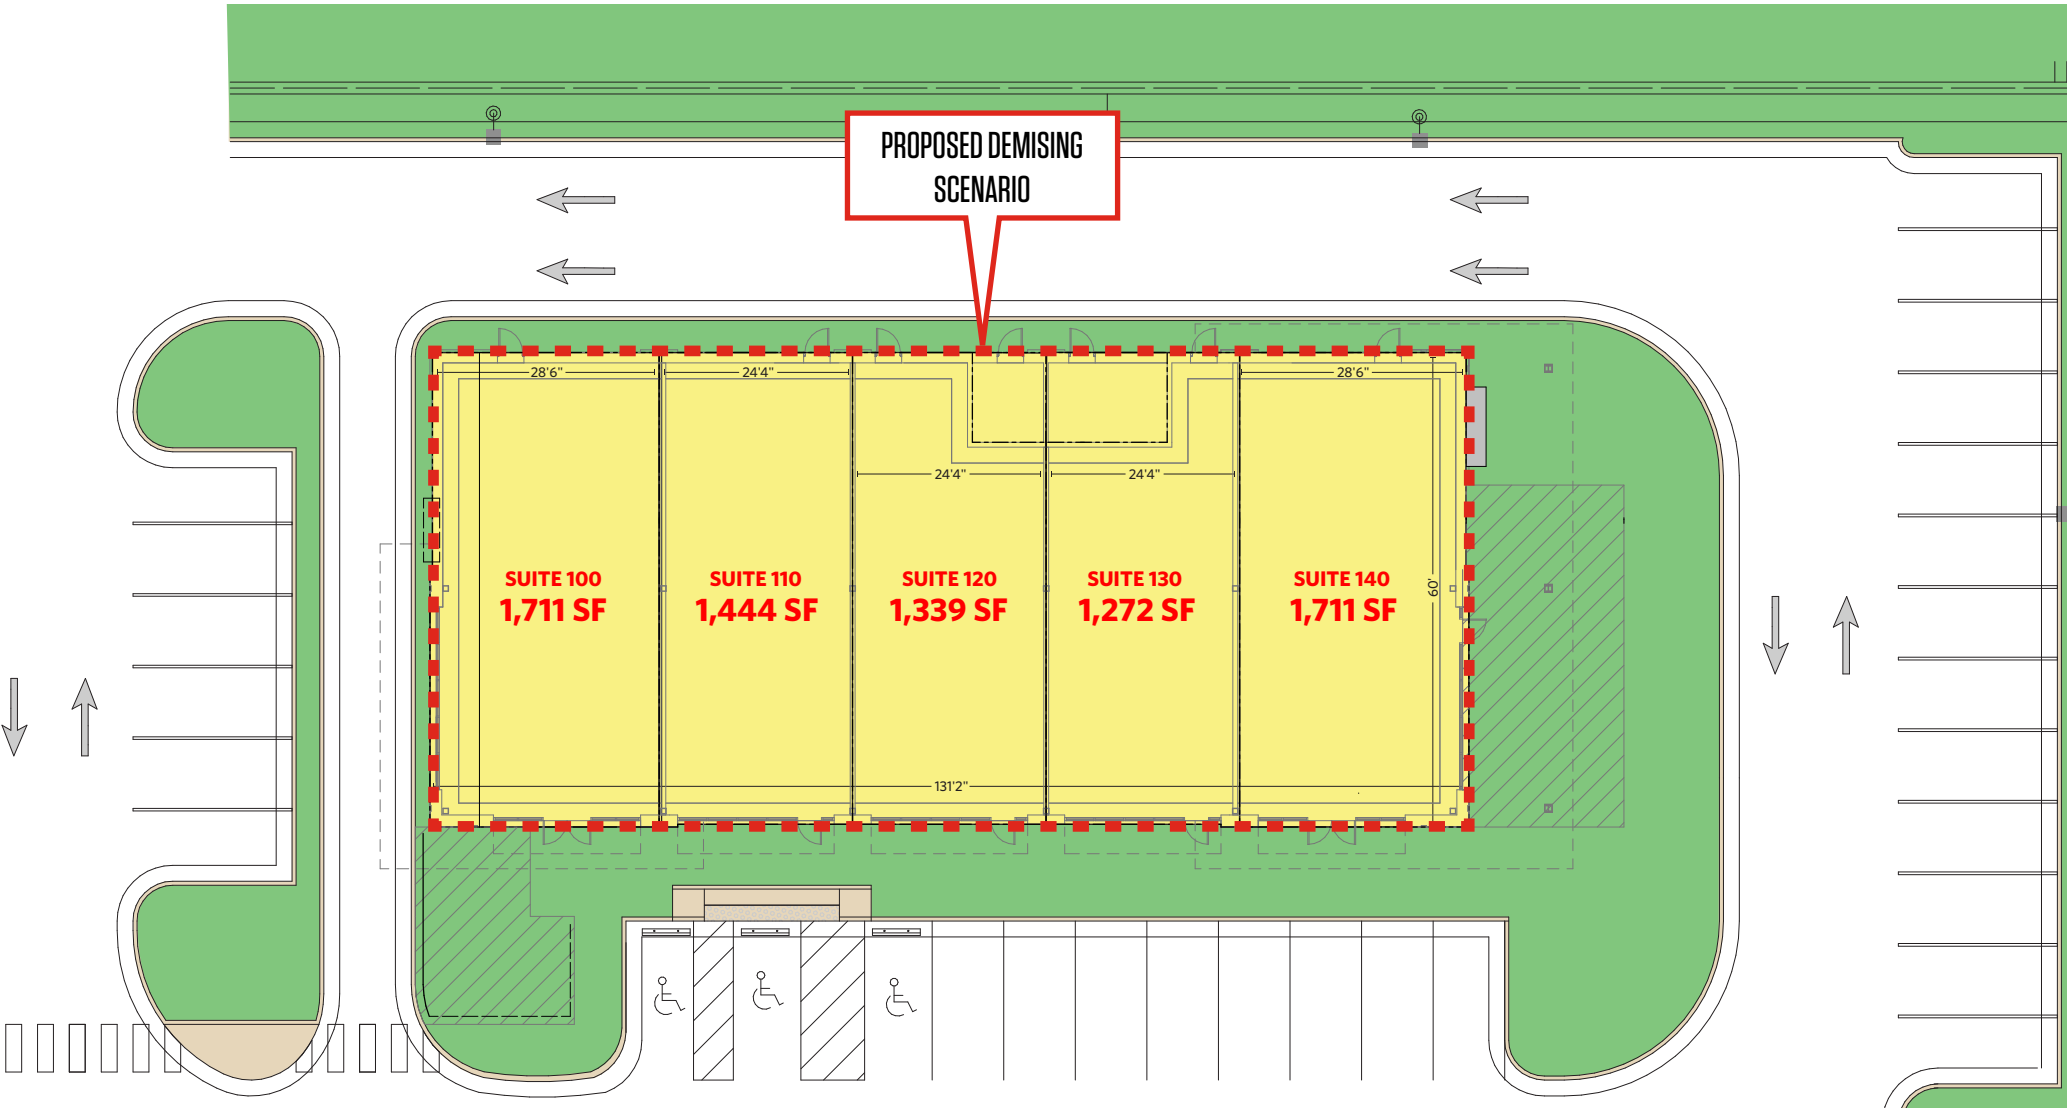 PROPOSED DEMISING
SCENARIO
28'6"
24'4"
28'6"
24'4"
24'4"
SUITE 100
1,711 SF
SUITE 110
1,444 SF
SUITE 120
1,339 SF
SUITE 130
1,272 SF
SUITE 140
1,711 SF
60'
131'2"